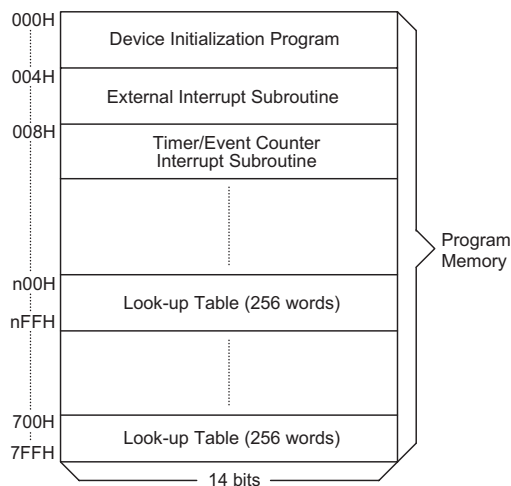 000H
Device Initialization Program
004H
External Interrupt Subroutine
008H
Timer/Event Counter
Interrupt Subroutine
Program
Memory
n00H
Look-up Table (256 words)
nFFH
700H
Look-up Table (256 words)
7FFH
14 bits